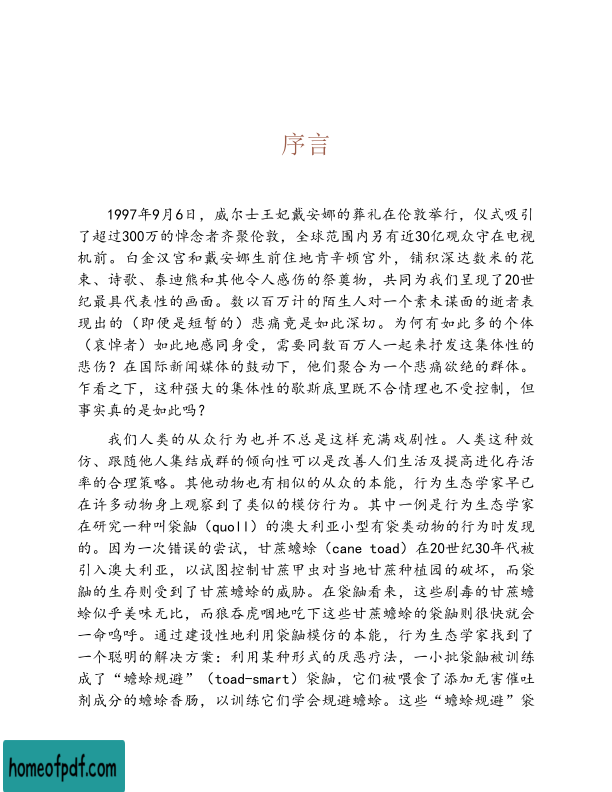 序言
1997年9月6日，威尔士王妃戴安娜的葬礼在伦敦举行，仪式吸引
了超过300万的悼念者齐聚伦敦，全球范围内另有近30亿观众守在电视
机前。白金汉宫和戴安娜生前住地肯辛顿宫外，铺积深达数米的花
束、诗歌、泰迪熊和其他令人感伤的祭奠物，共同为我们呈现了20世
纪最具代表性的画面。数以百万计的陌生人对一个素未谋面的逝者表
现出的（即便是短暂的）悲痛竟是如此深切。为何有如此多的个体
（哀悼者）如此地感同身受，需要同数百万人一起来抒发这集体性的
悲伤？在国际新闻媒体的鼓动下，他们聚合为一个悲痛欲绝的群体。
乍看之下，这种强大的集体性的歇斯底里既不合情理也不受控制，但
事实真的是如此吗？
我们人类的从众行为也并不总是这样充满戏剧性。人类这种效
仿、跟随他人集结成群的倾向性可以是改善人们生活及提高进化存活
率的合理策略。其他动物也有相似的从众的本能，行为生态学家早已
在许多动物身上观察到了类似的模仿行为。其中一例是行为生态学家
在研究一种叫袋鼬（quoll）的澳大利亚小型有袋类动物的行为时发现
的。因为一次错误的尝试，甘蔗蟾蜍（cane toad）在20世纪30年代被
引入澳大利亚，以试图控制甘蔗甲虫对当地甘蔗种植园的破坏，而袋
鼬的生存则受到了甘蔗蟾蜍的威胁。在袋鼬看来，这些剧毒的甘蔗蟾
蜍似乎美味无比，而狼吞虎咽地吃下这些甘蔗蟾蜍的袋鼬则很快就会
一命呜呼。通过建设性地利用袋鼬模仿的本能，行为生态学家找到了
一个聪明的解决方案：利用某种形式的厌恶疗法，一小批袋鼬被训练
成了“蟾蜍规避”（toad-smart）袋鼬，它们被喂食了添加无害催吐
剂成分的蟾蜍香肠，以训练它们学会规避蟾蜍。这些“蟾蜍规避”袋
homeofpdf.com